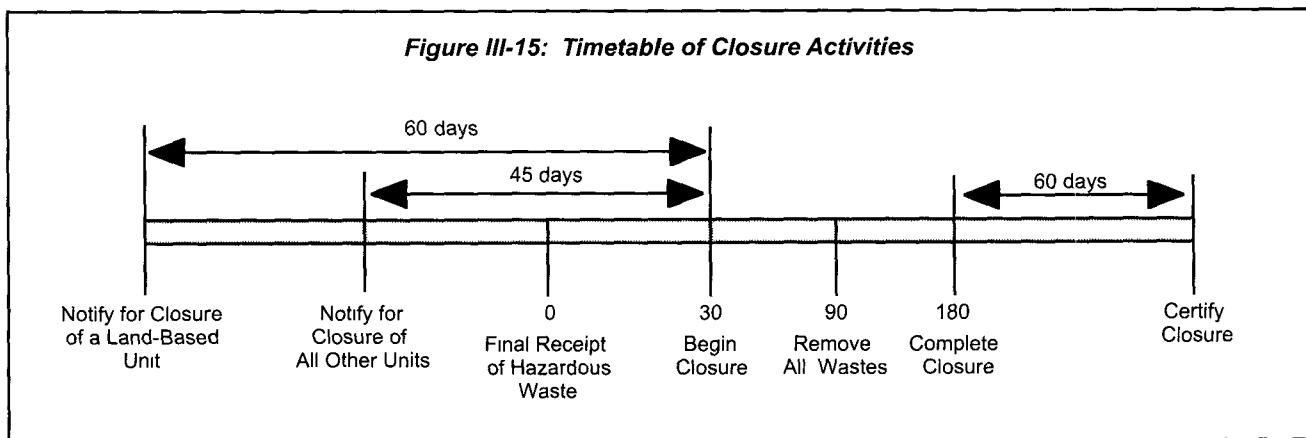 Figure III-15: Timetable of Closure Activities
60 days
45 days
60 days
Notify for Closure
of a Land-Based
Unit
Notify for
Closure of
All Other Units
0
Final Receipt
of Hazardous
Waste
30
Begin
Closure
90
Remove
All Wastes
180
Complete
Closure
Certify
Closure